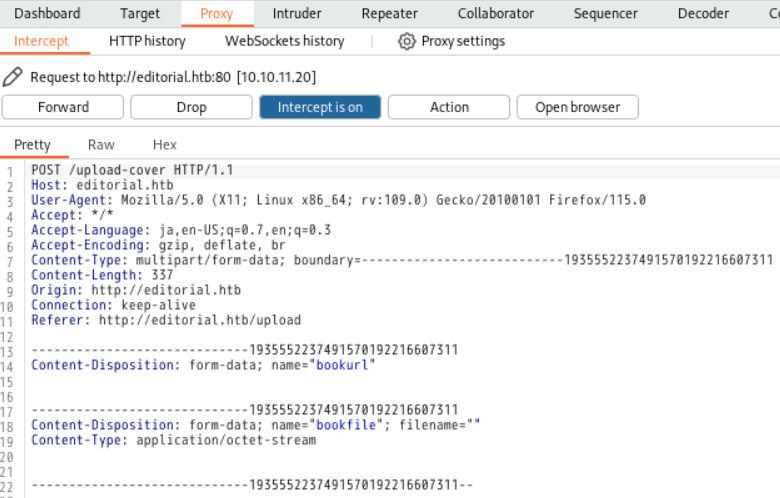 Dashboard Target Proxy Intruder Repeater Collaborator Sequencer Decoder
Intercept HTTP history WebSockets history Proxy settings
Request to http://editorial.htb:80 [10.10.11.20]
Forward Drop Intercept is on Action Open browser
Pretty Raw Hex
1 POST /upload-cover HTTP/1.1
2 Host: editorial.htb
3 User-Agent: Mozilla/5.0 (X11; Linux x86_64; rv:109.0) Gecko/20100101 Firefox/115.0
4 Accept: */*
5 Accept-Language: ja,en-US;q=0.7,en;q=0.3
6 Accept-Encoding: gzip, deflate, br
7 Content-Type: multipart/form-data; boundary=---------------------------1935552237491570192216607311
8 Content-Length: 337
9 Origin: http://editorial.htb
10 Connection: keep-alive
11 Referer: http://editorial.htb/upload
12
13 -----------------------------1935552237491570192216607311
14 Content-Disposition: form-data; name="bookurl"
15
16
17 -----------------------------1935552237491570192216607311
18 Content-Disposition: form-data; name="bookfile"; filename=""
19 Content-Type: application/octet-stream
20
21
22 -----------------------------1935552237491570192216607311--